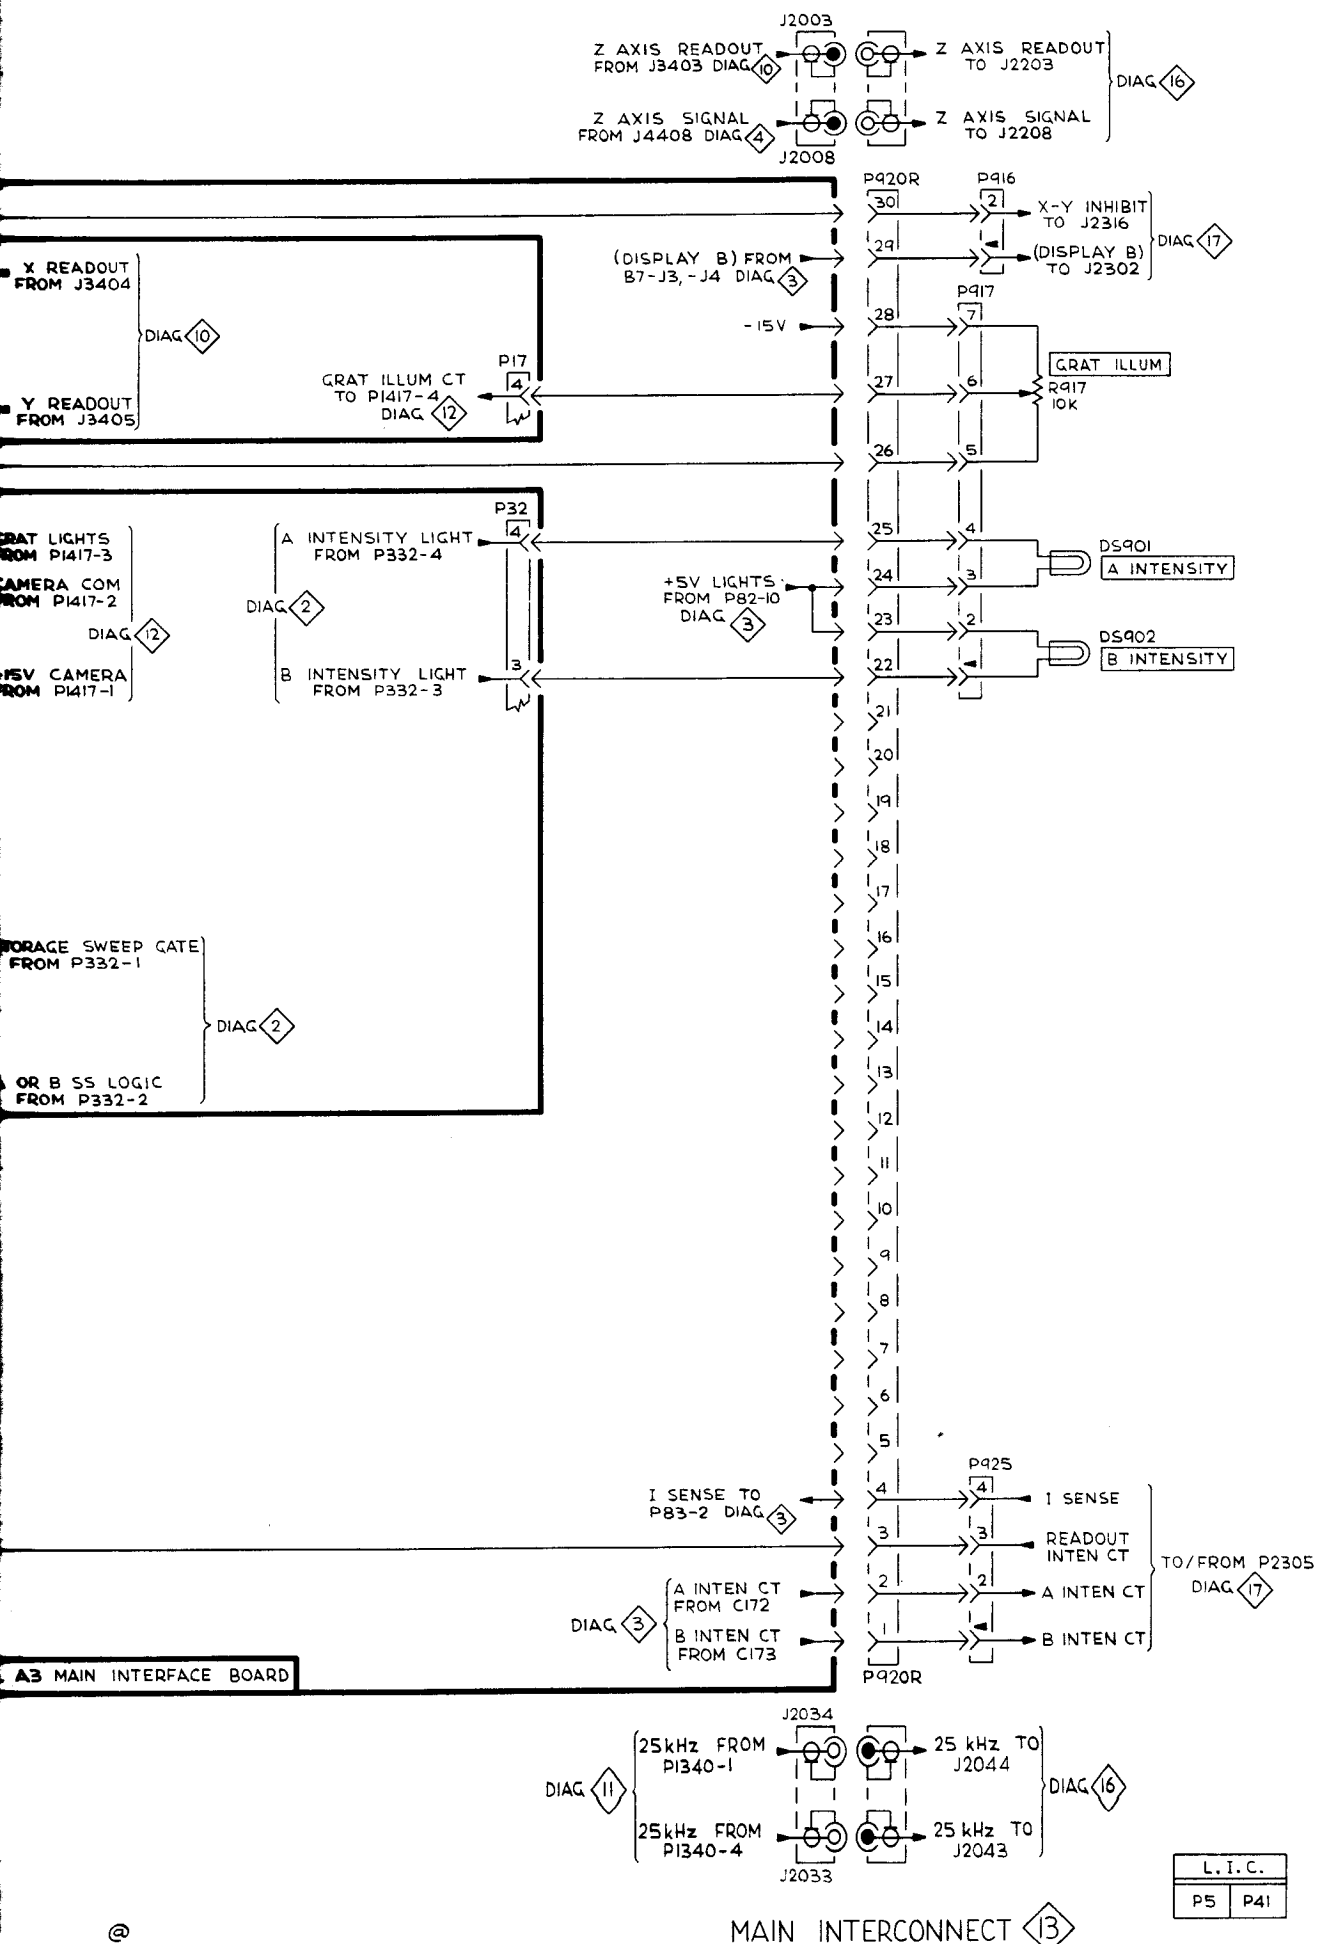 J2003
Z AXIS READOUT
FROM J3403 DIAG 10
Z AXIS READOUT
TO J2203
DIAG 16
Z AXIS SIGNAL
FROM J4408 DIAG 4
Z AXIS SIGNAL
TO J2208
J2008
P920R
P916
30
2
X-Y INHIBIT
TO J2316
DIAG 17
(DISPLAY B) FROM
B7-J3,-J4 DIAG 3
29
(DISPLAY B)
TO J2302
X READOUT
FROM J3404
DIAG 10
Y READOUT
FROM J3405
P917
-15V
28
7
GRAT ILLUM CT
TO P1417-4
DIAG 12
P17
4
27
6
GRAT ILLUM
R917
10K
26
5
GRAT LIGHTS
FROM P1417-3
CAMERA COM
FROM P1417-2
DIAG 12
+15V CAMERA
FROM P1417-1
P32
A INTENSITY LIGHT
FROM P332-4
4
DIAG 2
B INTENSITY LIGHT
FROM P332-3
3
25
4
DS901
A INTENSITY
+5V LIGHTS
FROM P82-10
DIAG 3
24
3
23
2
DS902
B INTENSITY
22
21
20
19
18
17
16
15
14
13
12
11
10
9
8
7
6
5
TORAGE SWEEP GATE
FROM P332-1
DIAG 2
OR B SS LOGIC
FROM P332-2
P925
I SENSE TO
P83-2 DIAG 3
4
4
I SENSE
3
3
READOUT
INTEN CT
TO/FROM P2305
DIAG 17
A INTEN CT
FROM C172
2
2
A INTEN CT
DIAG 3
B INTEN CT
FROM C173
1
B INTEN CT
A3 MAIN INTERFACE BOARD
P920R
J2034
25kHz FROM
P1340-1
25 kHz TO
J2044
DIAG 11
DIAG 16
25kHz FROM
P1340-4
25 kHz TO
J2043
J2033
L.I.C.
P5 P41
@
MAIN INTERCONNECT 13